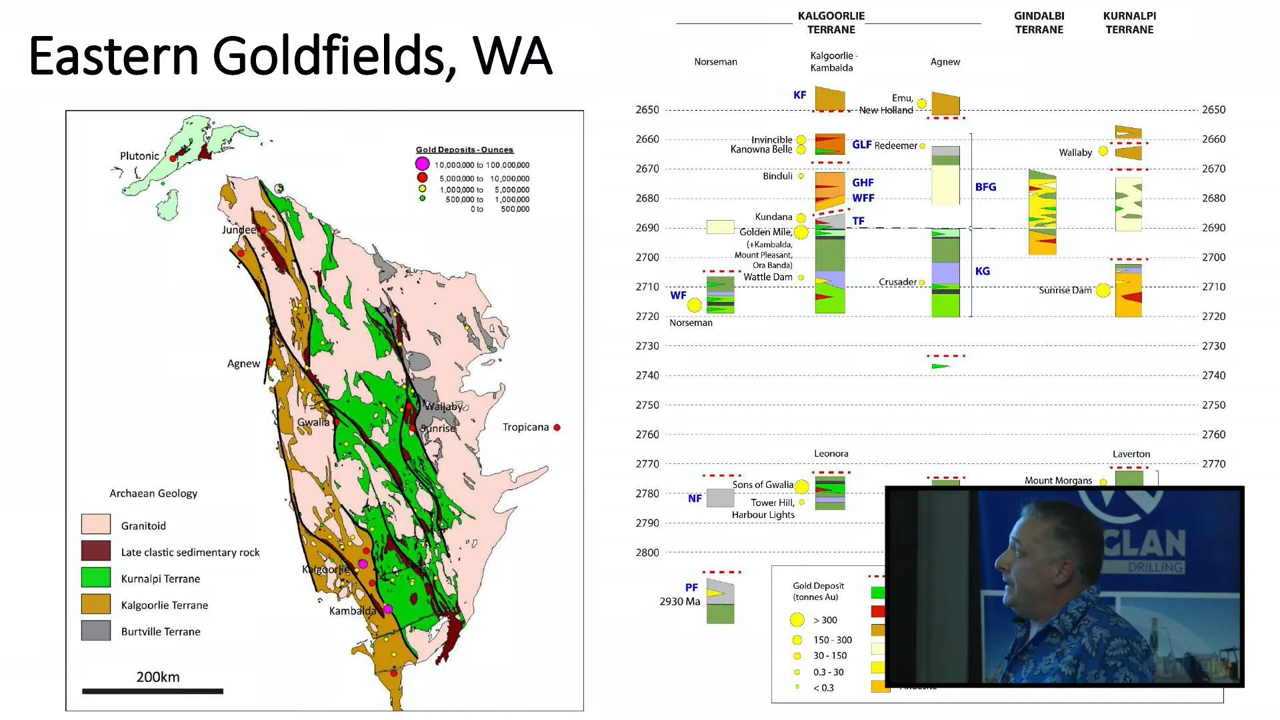 Eastern Goldfields, WA
Plutonic
Gold Deposits - Ounces
10,000,000 to 100,000,000
5,000,000 to 10,000,000
1,000,000 to 5,000,000
500,000 to 1,000,000
0 to 500,000
Jundee
Agnew
Gwalia
Wallaby
Sunrise
Tropicana
Kalgoorlie
Kambalda
Archaean Geology
Granitoid
Late clastic sedimentary rock
Kurnalpi Terrane
Kalgoorlie Terrane
Burtville Terrane
200km
KALGOORLIE
TERRANE
GINDALBI
TERRANE
KURNALPI
TERRANE
Norseman
Kalgoorlie -
Kambalda
Agnew
KF
Emu,
New Holland
2650 2650
2660 2660
Invincible
Kanowna Belle
GLF
Redeemer
Wallaby
2670 2670
Binduli
GHF
BFG
2680 2680
WFF
Kundana
TF
2690 2690
Golden Mile,
(+Kambalda,
Mount Pleasant,
Ora Banda)
2700 2700
KG
Wattle Dam
Crusader
Sunrise Dam
2710 2710
WF
2720 2720
Norseman
2730 2730
2740 2740
2750 2750
2760 2760
Leonora
Laverton
2770 2770
Sons of Gwalia
Mount Morgans
2780
NF
Tower Hill,
Harbour Lights
2790
2800
PF
2930 Ma
Gold Deposit
(tonnes Au)
> 300
150 - 300
30 - 150
0.3 - 30
< 0.3
GLAN
DRILLING